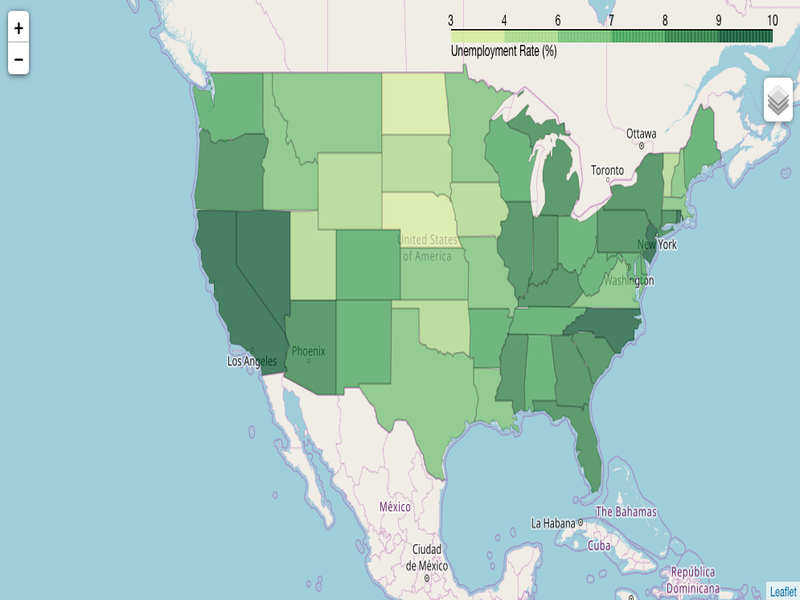 +
−
3 4 6 7 8 9 10
Unemployment Rate (%)
Ottawa
Toronto
United States
of America
New York
Washington
Los Angeles
Phoenix
México
Ciudad
de México
La Habana
The Bahamas
Cuba
República
Dominicana
Leaflet